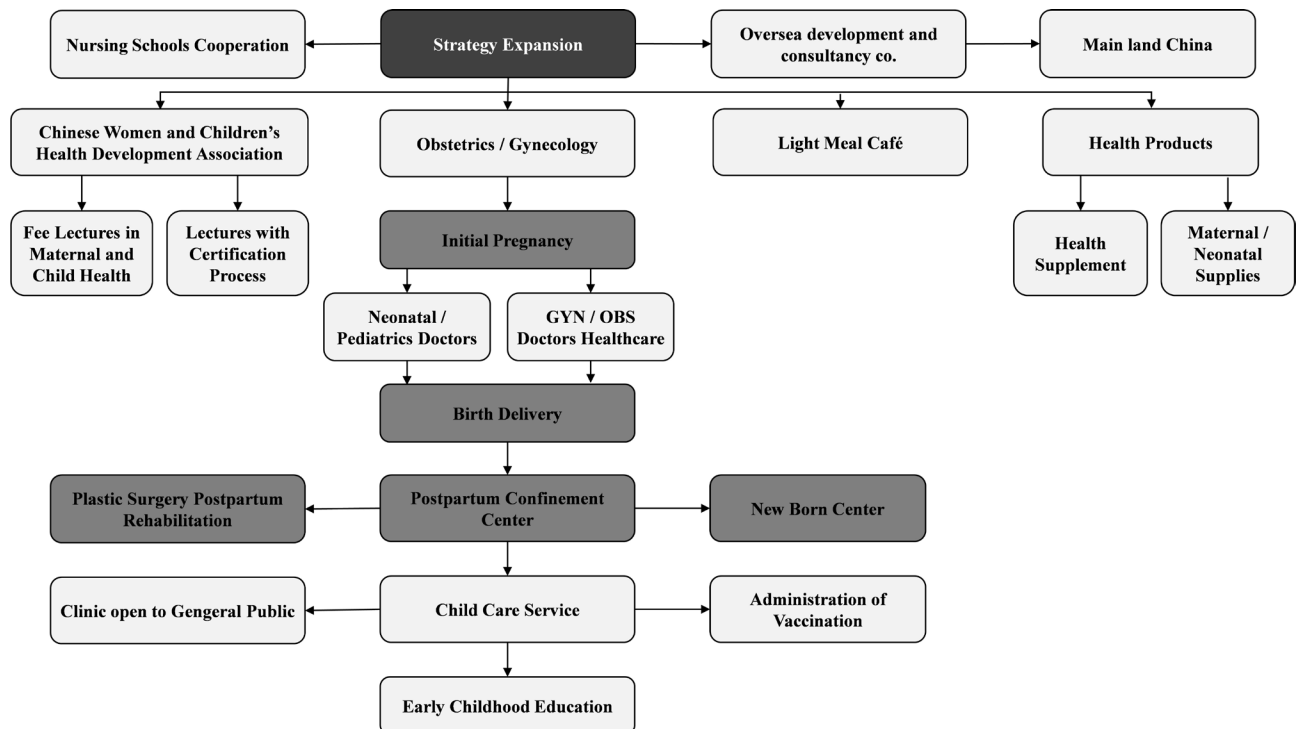 Nursing Schools Cooperation
Strategy Expansion
Oversea development and
consultancy co.
Main land China
Chinese Women and Children's
Health Development Association
Obstetrics / Gynecology
Light Meal Café
Health Products
Fee Lectures in
Maternal and
Child Health
Lectures with
Certification
Process
Initial Pregnancy
Health
Supplement
Maternal /
Neonatal
Supplies
Neonatal /
Pediatrics Doctors
GYN / OBS
Doctors Healthcare
Birth Delivery
Plastic Surgery Postpartum
Rehabilitation
Postpartum Confinement
Center
New Born Center
Clinic open to Gengeral Public
Child Care Service
Administration of
Vaccination
Early Childhood Education